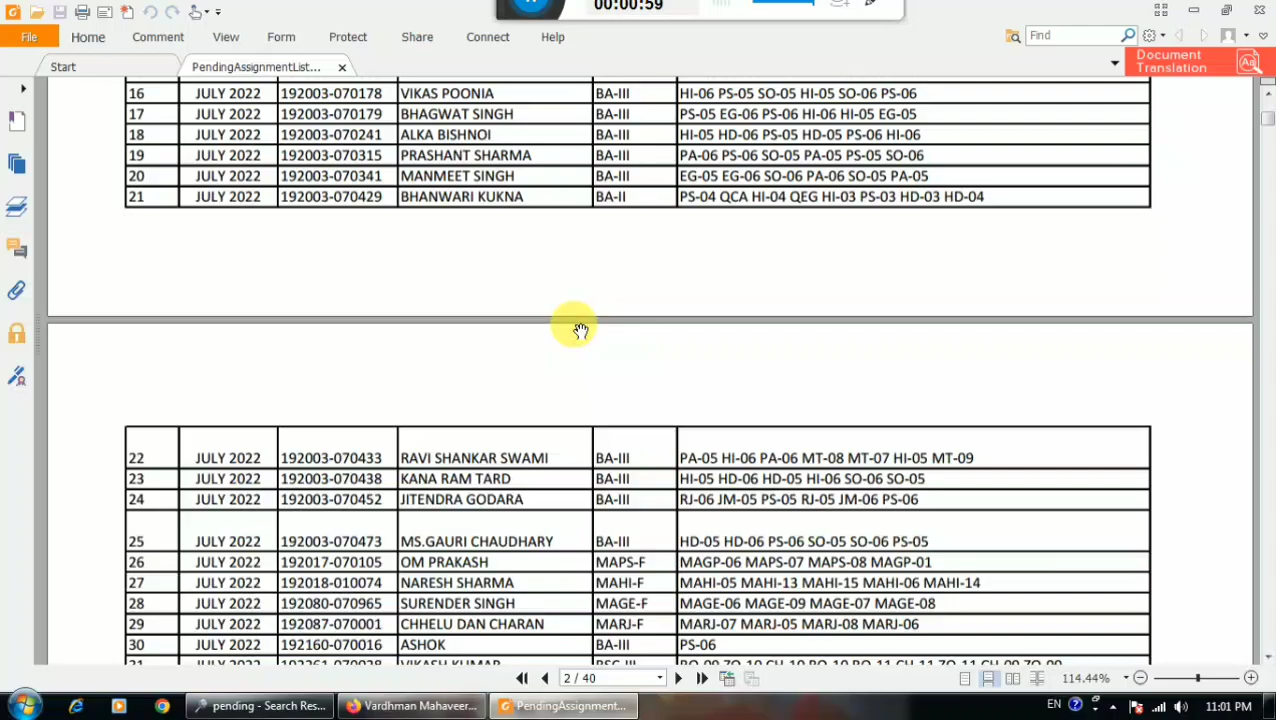 00:00:59
File Home Comment View Form Protect Share Connect Help Find
Document Translation
Start PendingAssignmentList...
16 JULY 2022 192003-070178 VIKAS POONIA BA-III HI-06 PS-05 SO-05 HI-05 SO-06 PS-06
17 JULY 2022 192003-070179 BHAGWAT SINGH BA-III PS-05 EG-06 PS-06 HI-06 HI-05 EG-05
18 JULY 2022 192003-070241 ALKA BISHNOI BA-III HI-05 HD-06 PS-05 HD-05 PS-06 HI-06
19 JULY 2022 192003-070315 PRASHANT SHARMA BA-III PA-06 PS-06 SO-05 PA-05 PS-05 SO-06
20 JULY 2022 192003-070341 MANMEET SINGH BA-III EG-05 EG-06 SO-06 PA-06 SO-05 PA-05
21 JULY 2022 192003-070429 BHANWARI KUKNA BA-II PS-04 QCA HI-04 QEG HI-03 PS-03 HD-03 HD-04
22 JULY 2022 192003-070433 RAVI SHANKAR SWAMI BA-III PA-05 HI-06 PA-06 MT-08 MT-07 HI-05 MT-09
23 JULY 2022 192003-070438 KANA RAM TARD BA-III HI-05 HD-06 HD-05 HI-06 SO-06 SO-05
24 JULY 2022 192003-070452 JITENDRA GODARA BA-III RJ-06 JM-05 PS-05 RJ-05 JM-06 PS-06
25 JULY 2022 192003-070473 MS.GAURI CHAUDHARY BA-III HD-05 HD-06 PS-06 SO-05 SO-06 PS-05
26 JULY 2022 192017-070105 OM PRAKASH MAPS-F MAGP-06 MAPS-07 MAPS-08 MAGP-01
27 JULY 2022 192018-010074 NARESH SHARMA MAHI-F MAHI-05 MAHI-13 MAHI-15 MAHI-06 MAHI-14
28 JULY 2022 192080-070965 SURENDER SINGH MAGE-F MAGE-06 MAGE-09 MAGE-07 MAGE-08
29 JULY 2022 192087-070001 CHHELU DAN CHARAN MARJ-F MARJ-07 MARJ-05 MARJ-08 MARJ-06
30 JULY 2022 192160-070016 ASHOK BA-III PS-06
2 / 40 114.44%
pending - Search Res... Vardhman Mahaveer... PendingAssignment... EN 11:01 PM